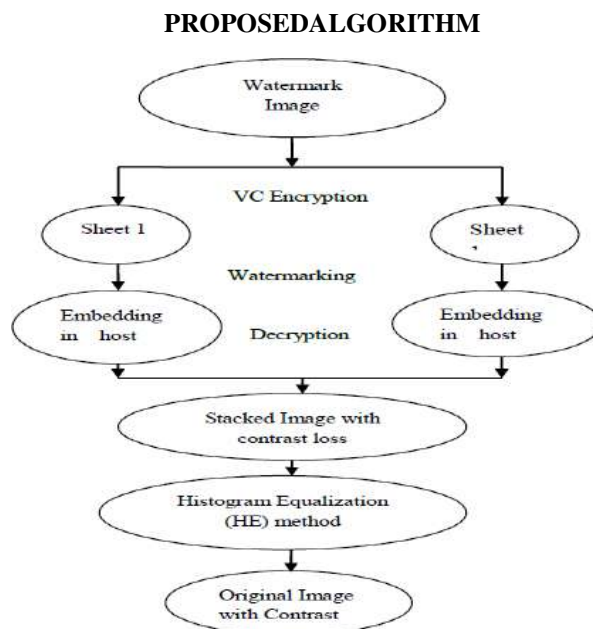 PROPOSEDALGORITHM
Watermark
Image
VC Encryption
Sheet 1
Sheet
Watermarking
Embedding
in host
Embedding
in host
Decryption
Stacked Image with
contrast loss
Histogram Equalization
(HE) method
Original Image
with Contrast